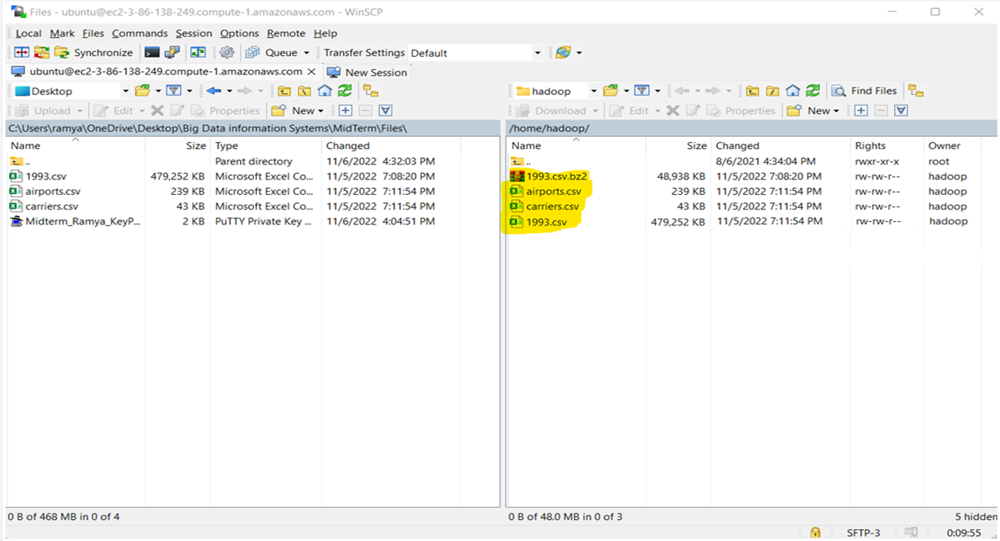 Files - ubuntu@ec2-3-86-138-249.compute-1.amazonaws.com - WinSCP
Local Mark Files Commands Session Options Remote Help
Synchronize Queue Transfer Settings Default
ubuntu@ec2-3-86-138-249.compute-1.amazonaws.com New Session
Desktop hadoop Find Files
Upload Edit Properties New Download Edit Properties New
C:\Users\ramya\OneDrive\Desktop\Big Data information Systems\MidTerm\Files\ /home/hadoop/
Name Size Type Changed Name Size Changed Rights Owner
.. Parent directory 11/6/2022 4:32:03 PM .. 8/6/2021 4:34:04 PM rwxr-xr-x root
1993.csv 479,252 KB Microsoft Excel Co... 11/5/2022 7:08:20 PM 1993.csv.bz2 48,938 KB 11/5/2022 7:08:20 PM rw-rw-r-- hadoop
airports.csv 239 KB Microsoft Excel Co... 11/5/2022 7:11:54 PM airports.csv 239 KB 11/5/2022 7:11:54 PM rw-rw-r-- hadoop
carriers.csv 43 KB Microsoft Excel Co... 11/5/2022 7:11:54 PM carriers.csv 43 KB 11/5/2022 7:11:54 PM rw-rw-r-- hadoop
Midterm_Ramya_KeyP... 2 KB PuTTY Private Key ... 11/6/2022 4:04:51 PM 1993.csv 479,252 KB 11/5/2022 7:11:54 PM rw-rw-r-- hadoop
0 B of 468 MB in 0 of 4 0 B of 48.0 MB in 0 of 3 5 hidden
SFTP-3 0:09:55